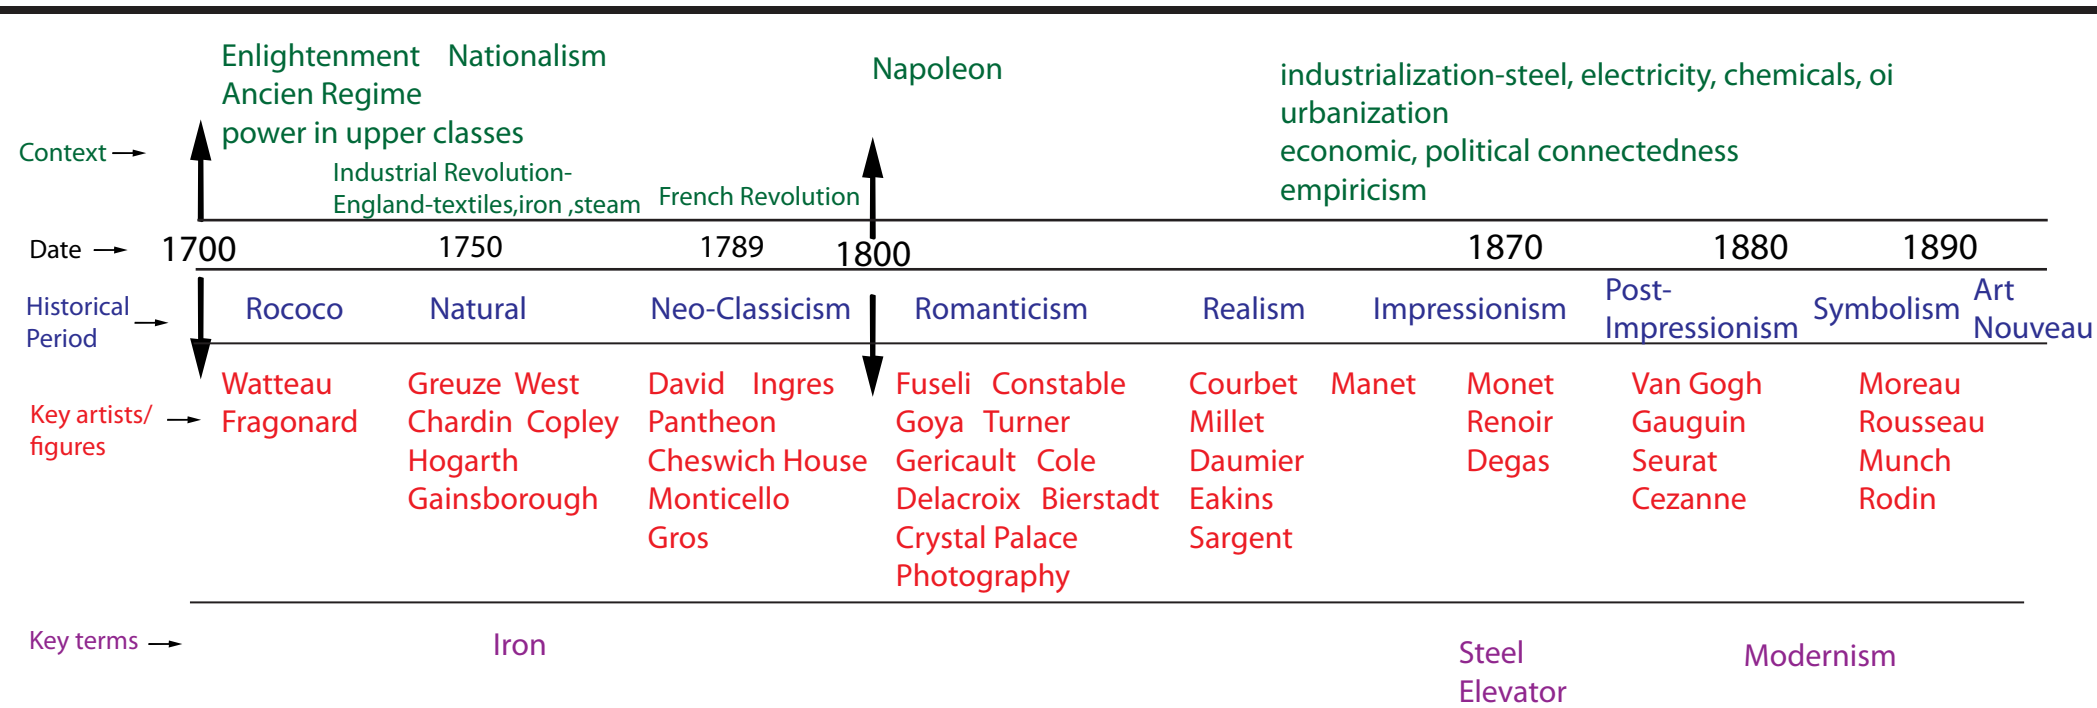 Enlightenment Nationalism
Ancien Regime
power in upper classes
Industrial Revolution-
England-textiles,iron ,steam
French Revolution
Napoleon
industrialization-steel, electricity, chemicals, oi
urbanization
economic, political connectedness
empiricism
Context
Date 1700 1750 1789 1800 1870 1880 1890
Historical
Period
Rococo Natural Neo-Classicism Romanticism Realism Impressionism
Post-
Impressionism
Symbolism
Art
Nouveau
Key artists/
figures
Watteau
Fragonard
Greuze West
Chardin Copley
Hogarth
Gainsborough
David Ingres
Pantheon
Cheswich House
Monticello
Gros
Fuseli Constable
Goya Turner
Gericault Cole
Delacroix Bierstadt
Crystal Palace
Photography
Courbet Manet
Millet
Daumier
Eakins
Sargent
Monet
Renoir
Degas
Van Gogh
Gauguin
Seurat
Cezanne
Moreau
Rousseau
Munch
Rodin
Key terms
Iron
Steel
Elevator
Modernism